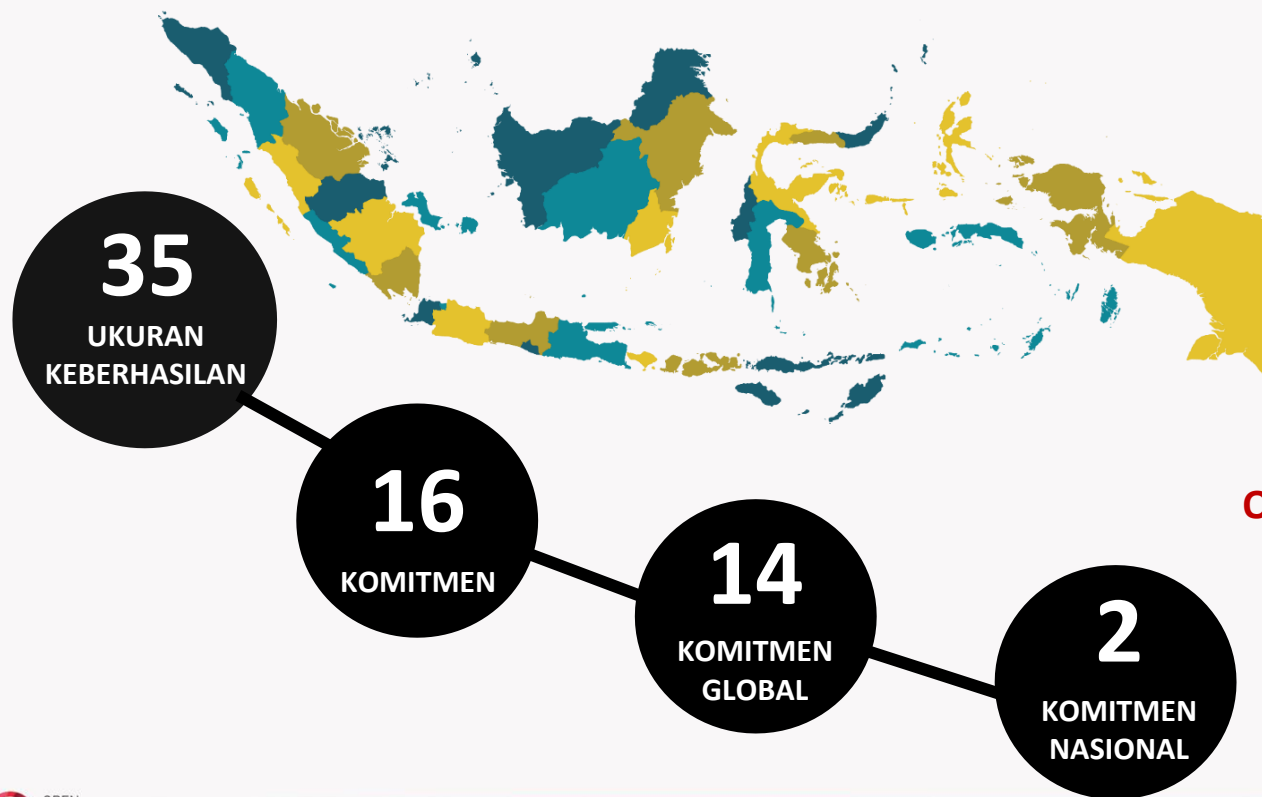 35
UKURAN
KEBERHASILAN
16
KOMITMEN
14
KOMITMEN
GLOBAL
2
KOMITMEN
NASIONAL